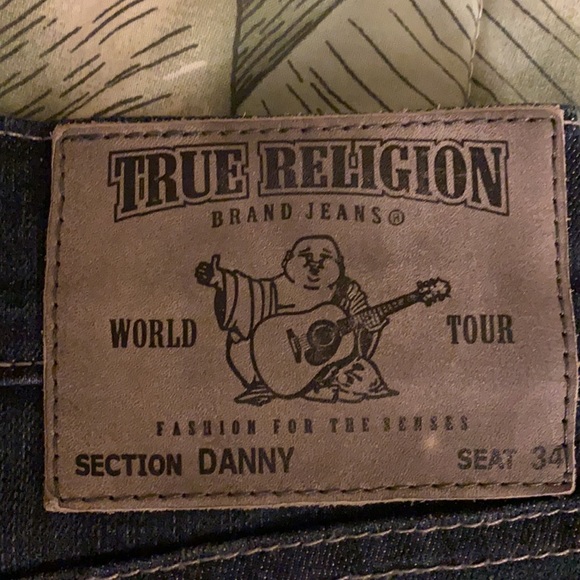 TRUE RELIGION
BRAND JEANS®
WORLD TOUR
FASHION FOR THE SENSES
SECTION DANNY SEAT 34